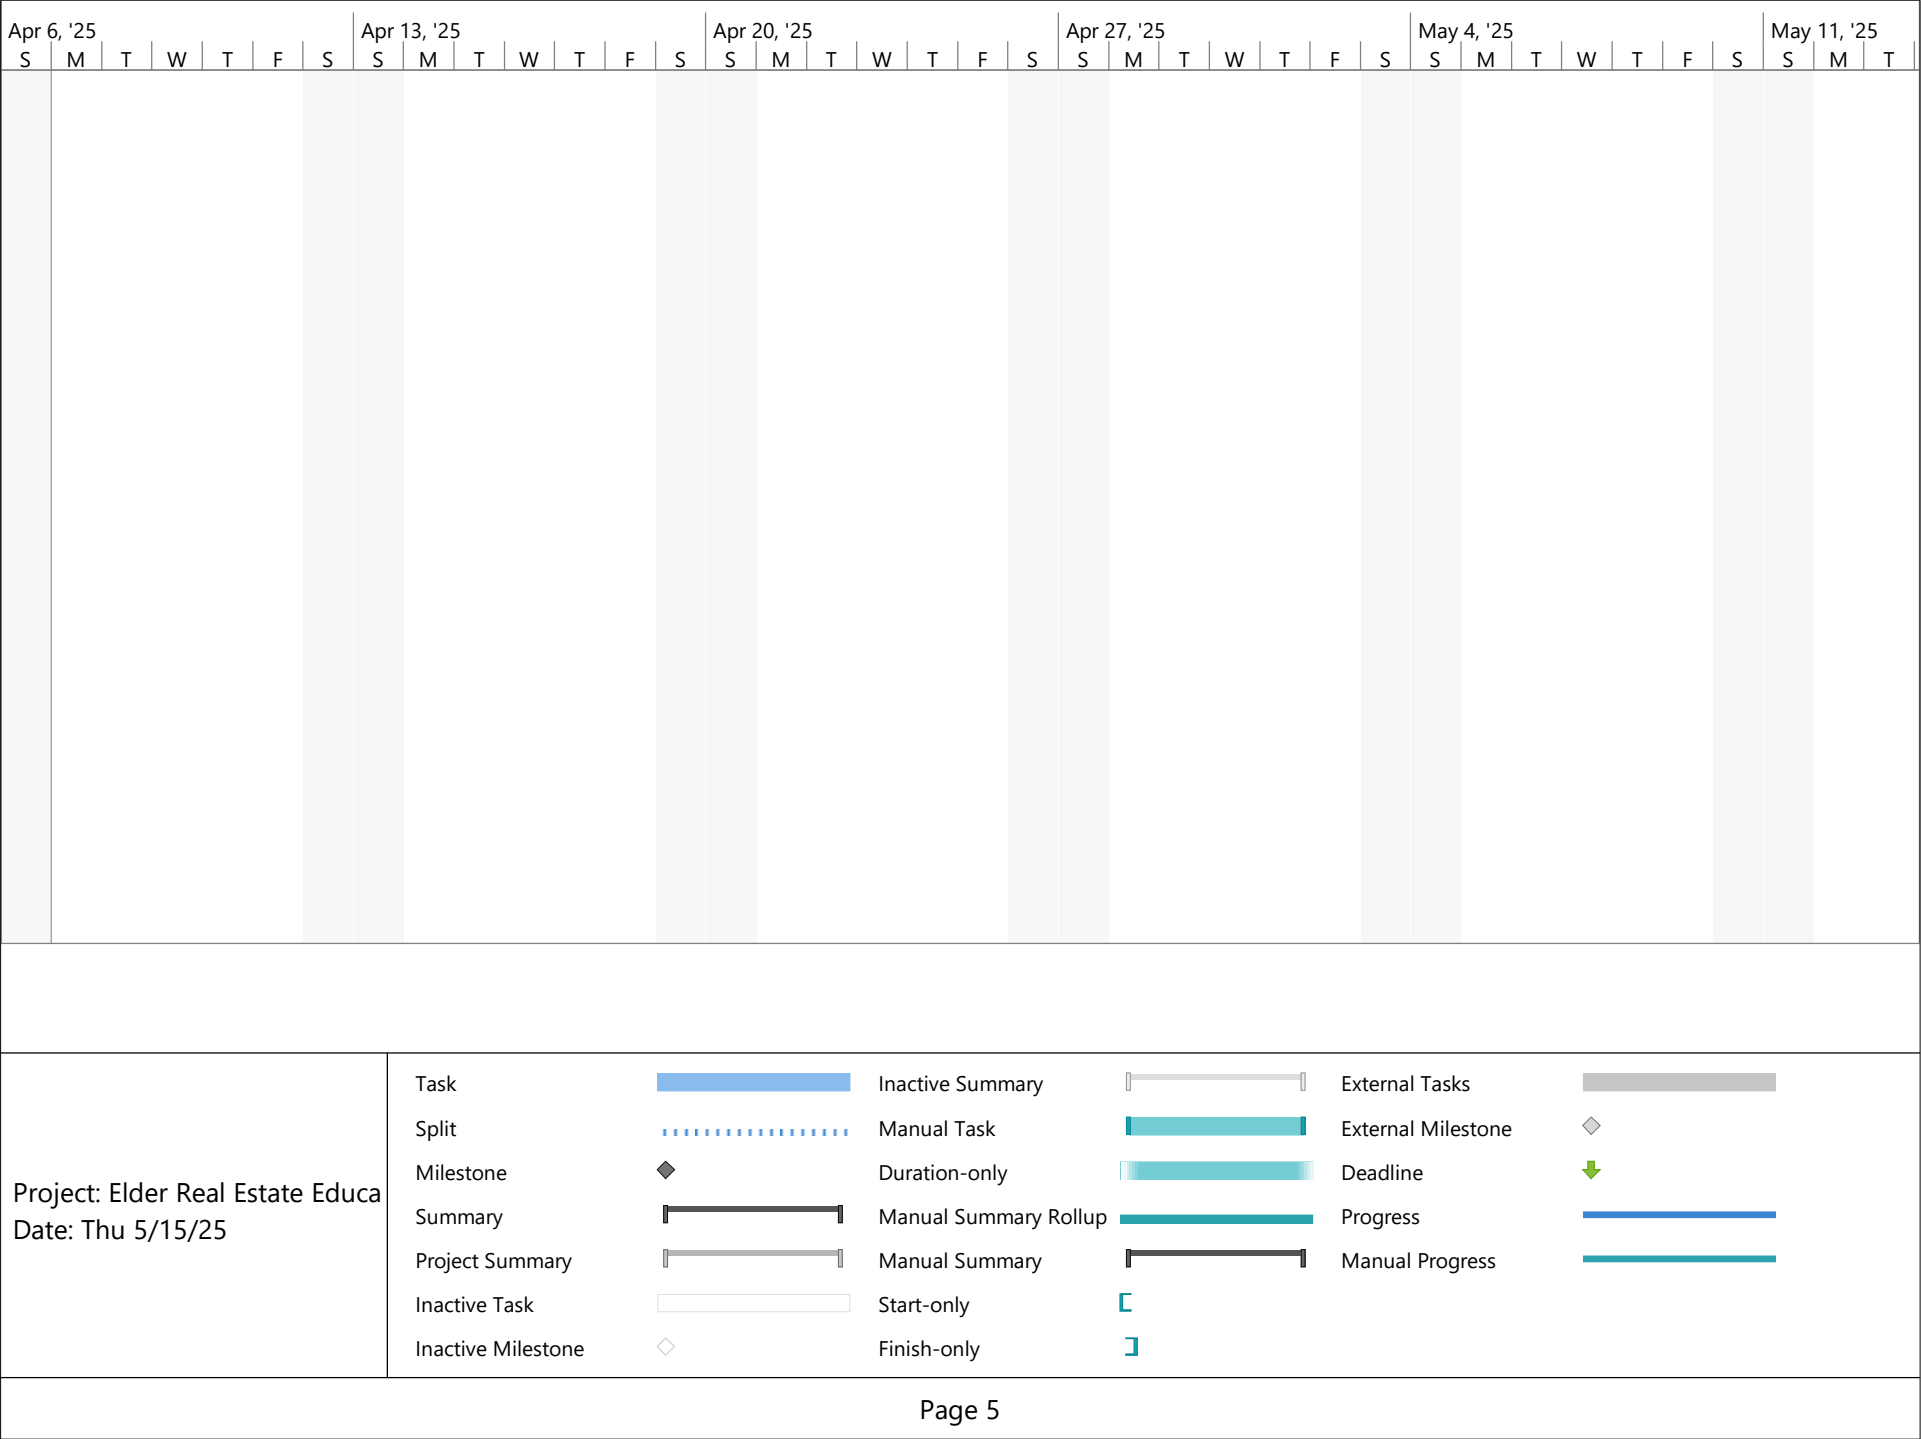 Apr 6, '25 Apr 13, '25 Apr 20, '25 Apr 27, '25 May 4, '25 May 11, '25
S M T W T F S S M T W T F S S M T W T F S S M T W T F S S M T W T F S S M T
Task Inactive Summary External Tasks
Split Manual Task External Milestone
Milestone Duration-only Deadline
Project: Elder Real Estate Educa
Date: Thu 5/15/25
Summary Manual Summary Rollup Progress
Project Summary Manual Summary Manual Progress
Inactive Task Start-only
Inactive Milestone Finish-only
Page 5